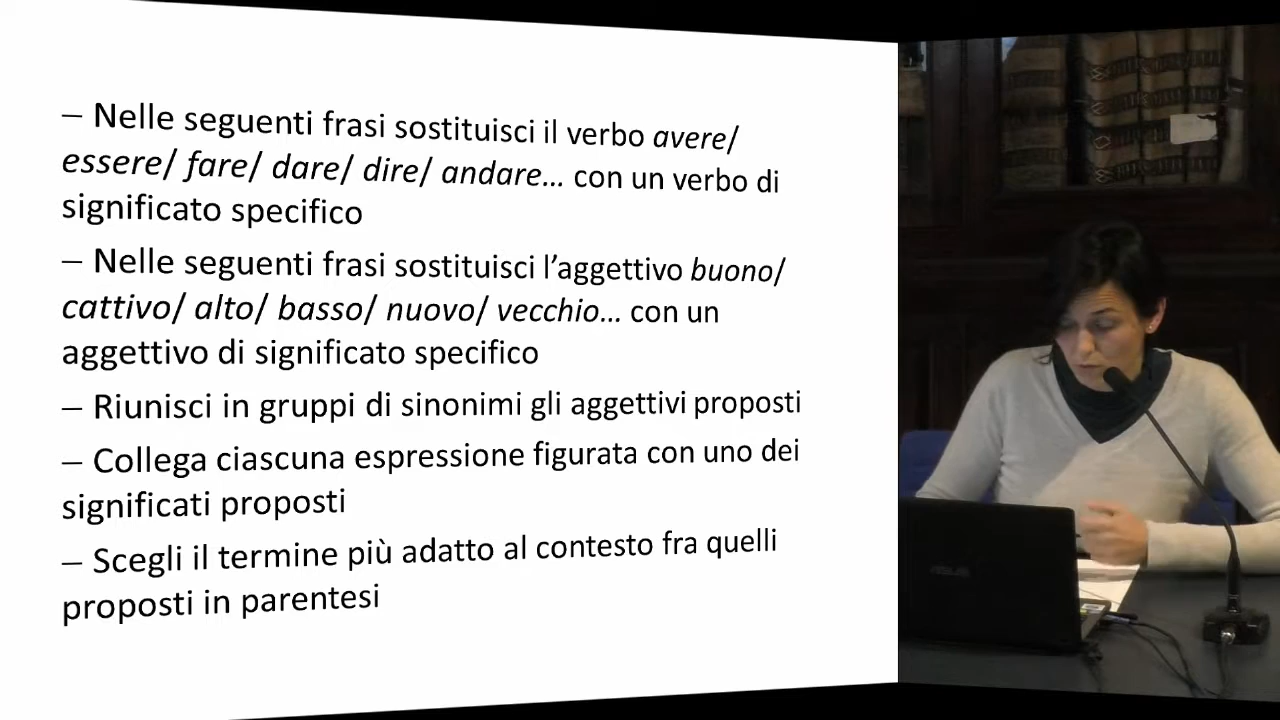 – Nelle seguenti frasi sostituisci il verbo avere/
essere/ fare/ dare/ dire/ andare... con un verbo di
significato specifico
– Nelle seguenti frasi sostituisci l’aggettivo buono/
cattivo/ alto/ basso/ nuovo/ vecchio... con un
aggettivo di significato specifico
– Riunisci in gruppi di sinonimi gli aggettivi proposti
– Collega ciascuna espressione figurata con uno dei
significati proposti
– Scegli il termine più adatto al contesto fra quelli
proposti in parentesi
ASUS